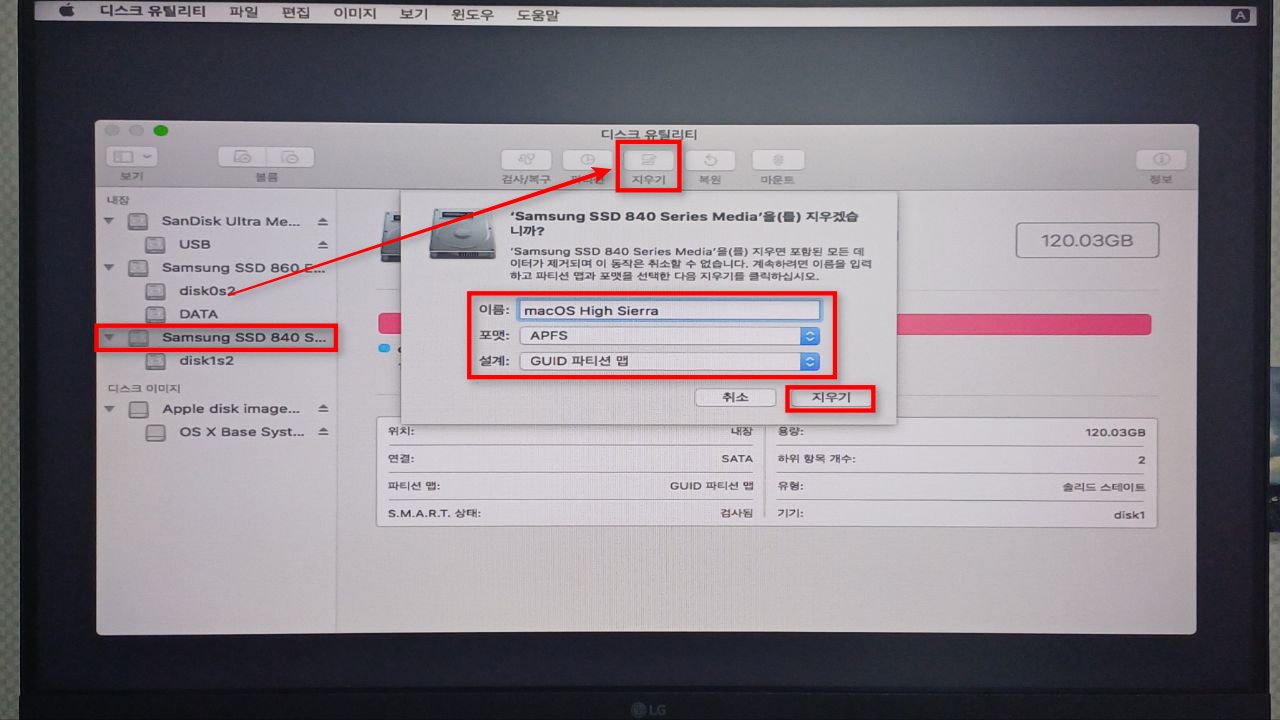 디스크 유틸리티 파일 편집 이미지 보기 윈도우 도움말 A
디스크 유틸리티
보기 볼륨 검사/복구 지우기 복원 마운트 정보
내장
SanDisk Ultra Me...
USB
Samsung SSD 860 E...
disk0s2
DATA
Samsung SSD 840 S...
disk1s2
디스크 이미지
Apple disk image...
OS X Base Syst...
'Samsung SSD 840 Series Media'을(를) 지우겠습
니까?
'Samsung SSD 840 Series Media'을(를) 지우면 포함된 모든 데
이터가 제거되며 이 동작은 취소할 수 없습니다. 계속하려면 이름을 입력
하고 파티션 맵과 포맷을 선택한 다음 지우기를 클릭하십시오.
이름: macOS High Sierra
포맷: APFS
설계: GUID 파티션 맵
취소 지우기
120.03GB
위치: 내장
연결: SATA
파티션 맵: GUID 파티션 맵
S.M.A.R.T. 상태: 검사됨
용량: 120.03GB
하위 항목 개수: 2
유형: 솔리드 스테이트
기기: disk1
LG